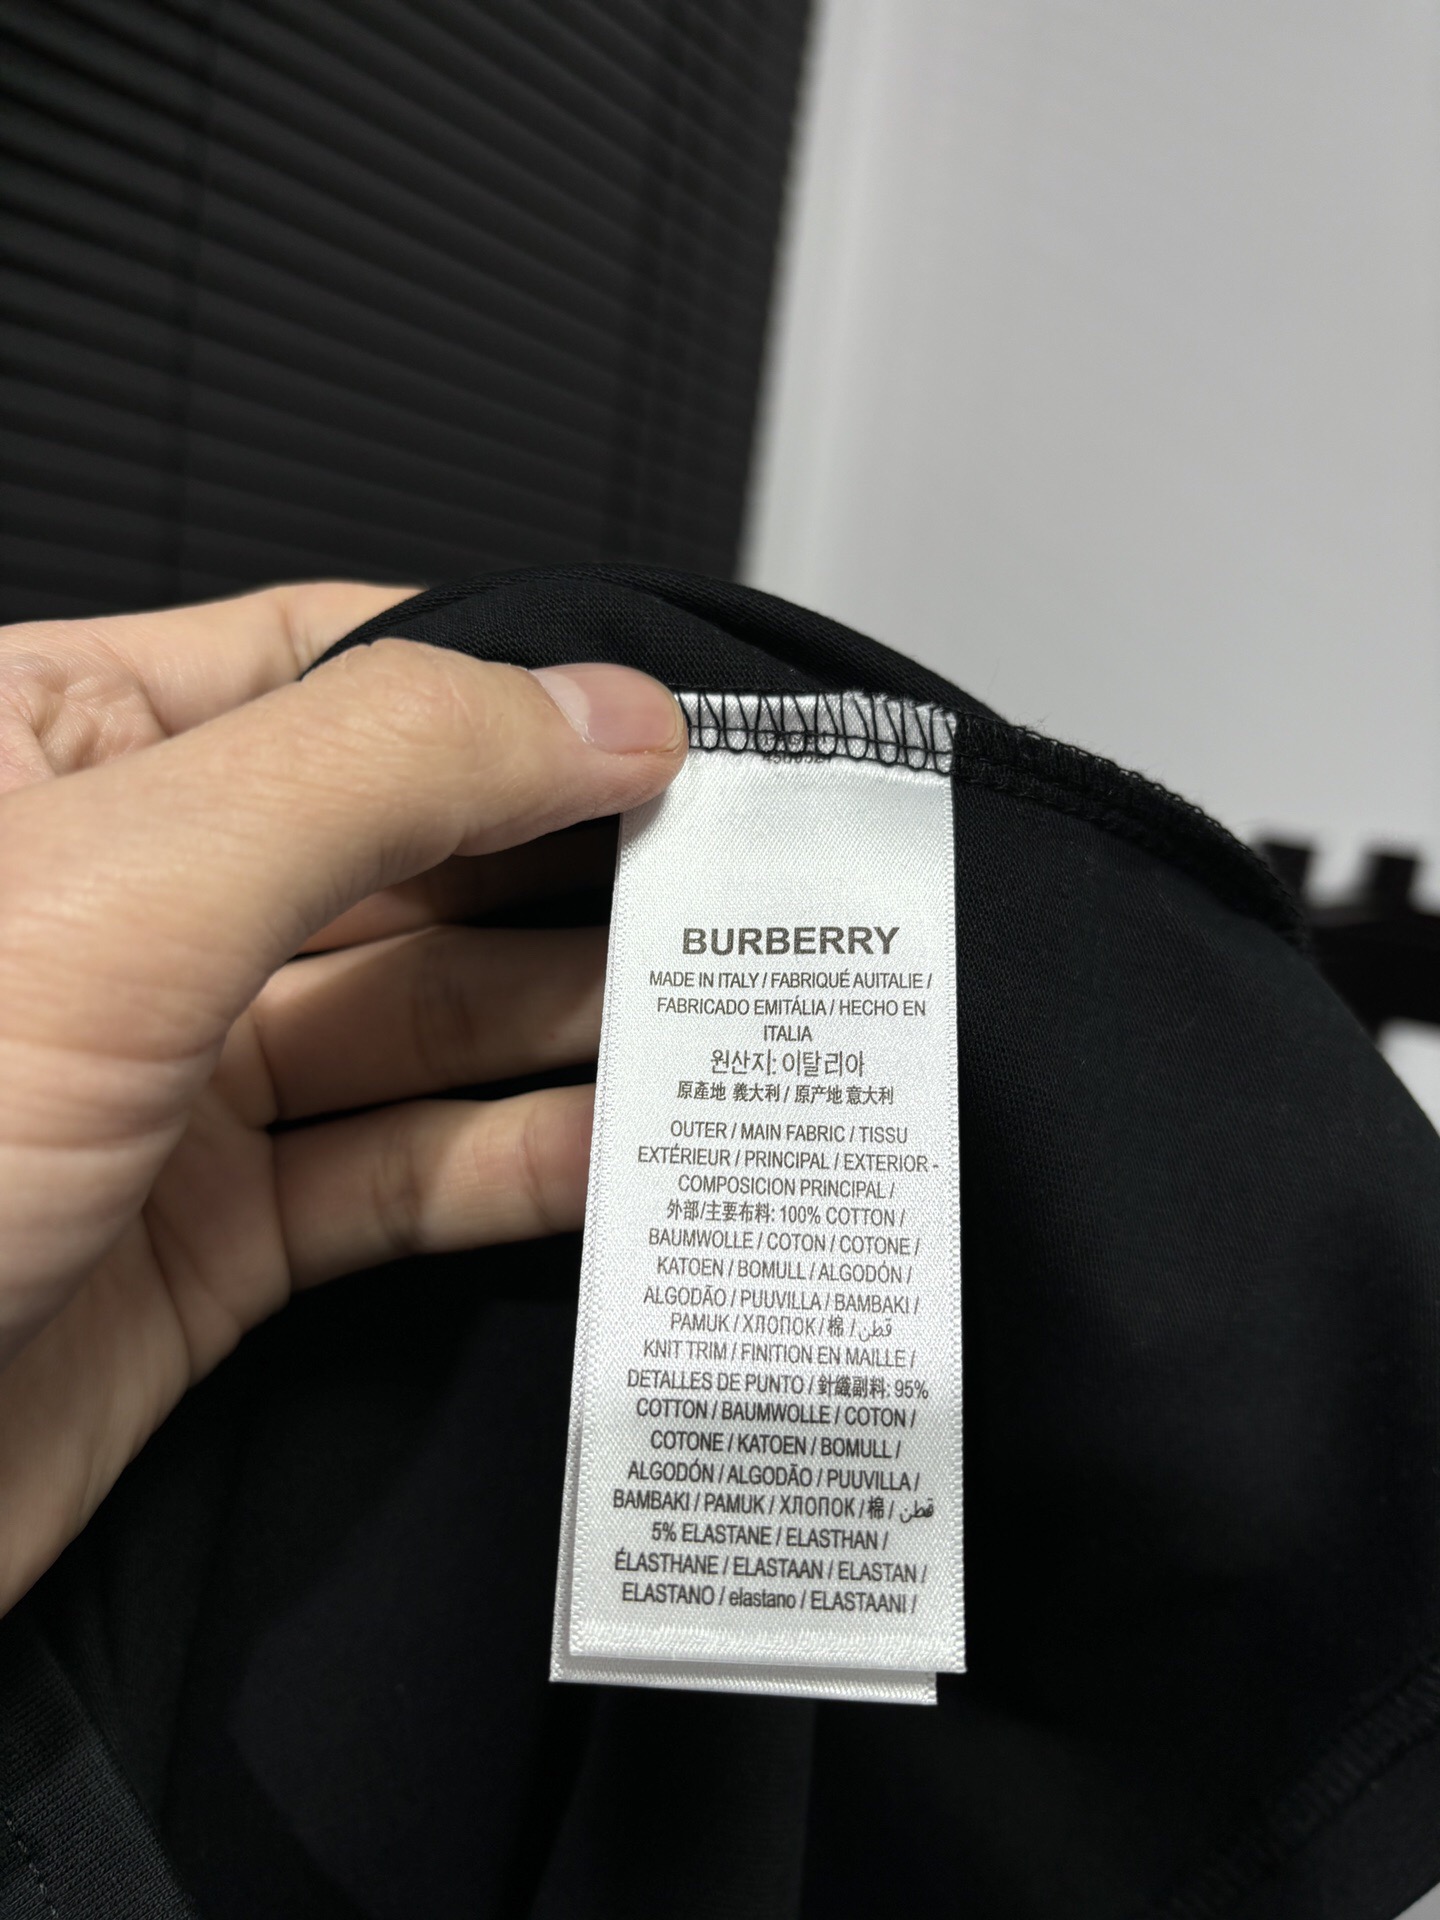 BURBERRY
MADE IN ITALY / FABRIQUÉ AUITALIE /
FABRICADO EMITÁLIA / HECHO EN
ITALIA
원산지: 이탈리아
原產地 義大利 / 原产地 意大利
OUTER / MAIN FABRIC / TISSU
EXTÉRIEUR / PRINCIPAL / EXTERIOR -
COMPOSICION PRINCIPAL /
外部/主要布料: 100% COTTON /
BAUMWOLLE / COTON / COTONE /
KATOEN / BOMULL / ALGODÓN /
ALGODÃO / PUUVILLA / BAMBAKI /
PAMUK / ХЛОПОК / 棉 / قطن
KNIT TRIM / FINITION EN MAILLE /
DETALLES DE PUNTO / 針織副料: 95%
COTTON / BAUMWOLLE / COTON /
COTONE / KATOEN / BOMULL /
ALGODÓN / ALGODÃO / PUUVILLA /
BAMBAKI / PAMUK / ХЛОПОК / 棉 / قطن
5% ELASTANE / ELASTHAN /
ÉLASTHANE / ELASTAAN / ELASTAN /
ELASTANO / elastano / ELASTAANI /